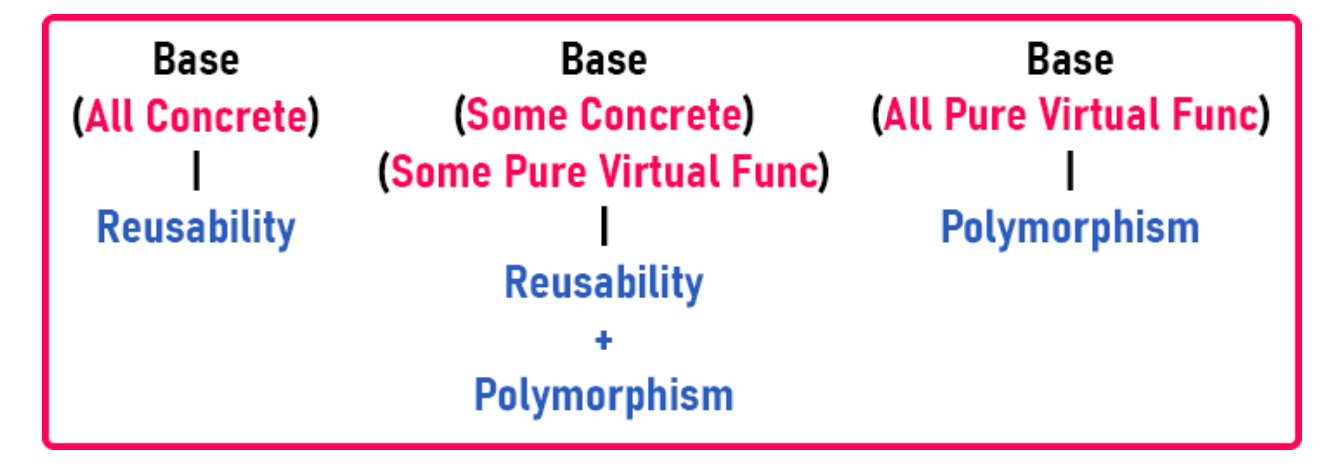 Base
(All Concrete)
|
Reusability
Base
(Some Concrete)
(Some Pure Virtual Func)
|
Reusability
+
Polymorphism
Base
(All Pure Virtual Func)
|
Polymorphism